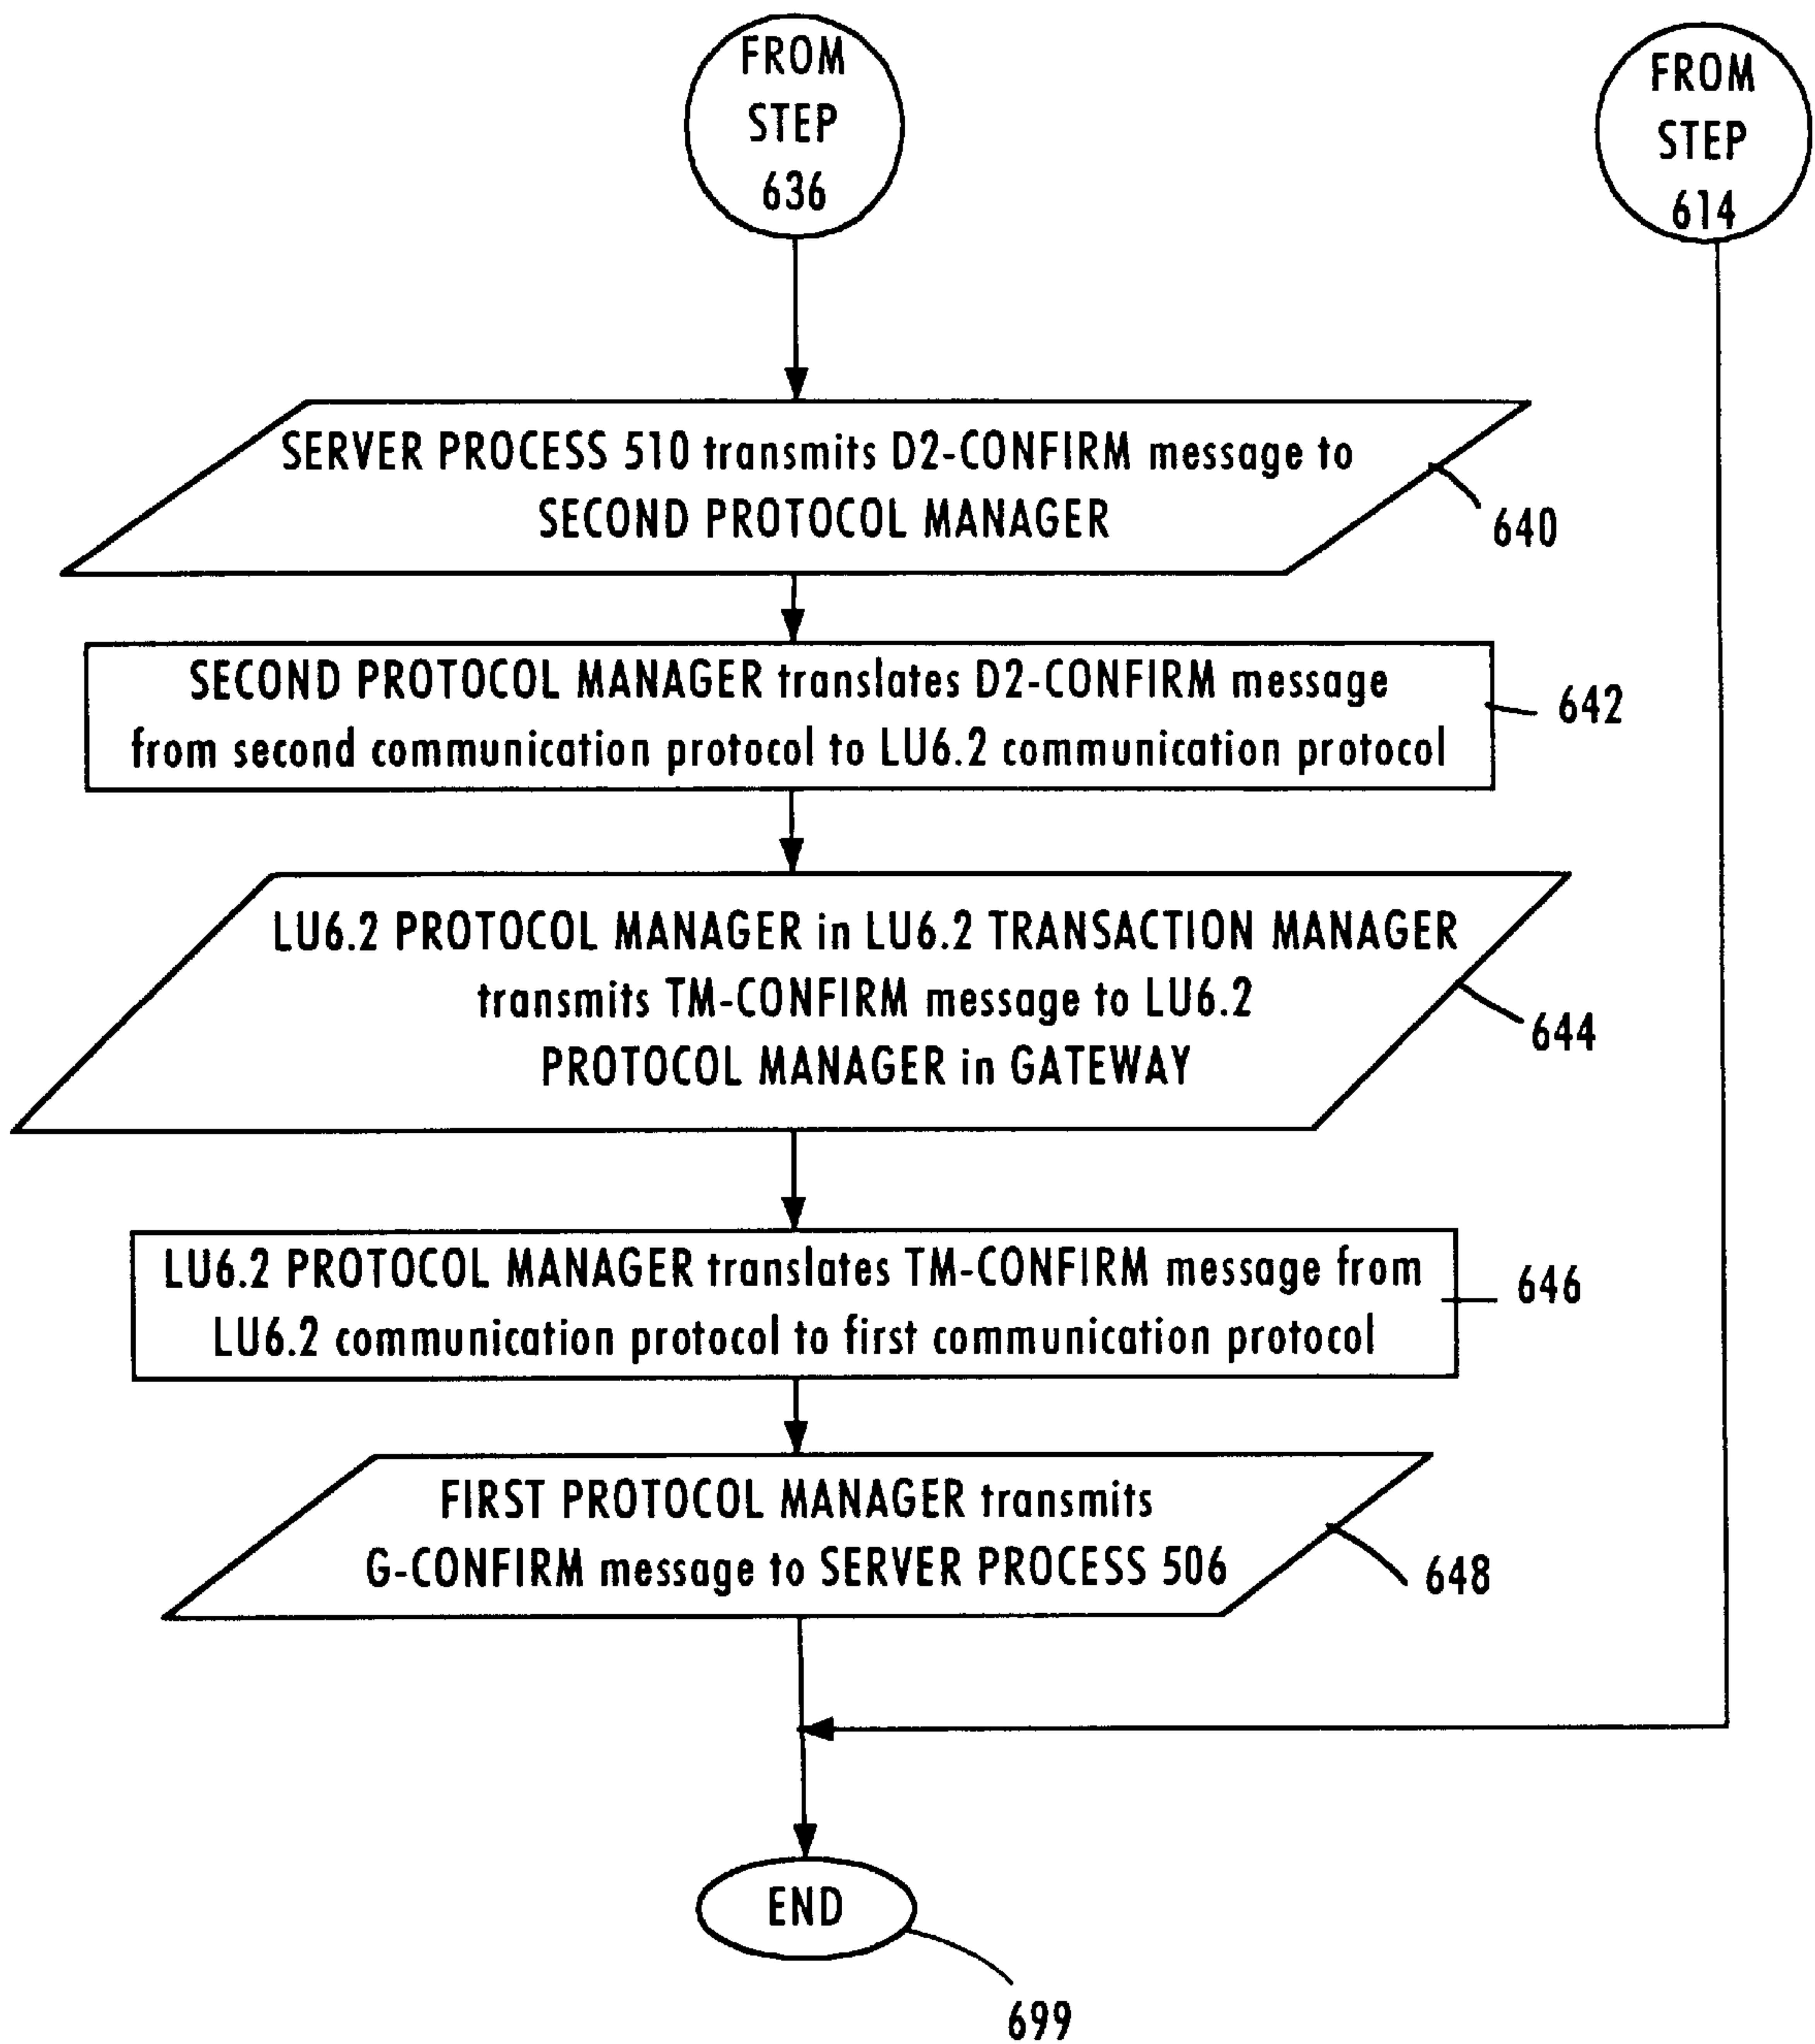 FROM
STEP
636
FROM
STEP
614
SERVER PROCESS 510 transmits D2-CONFIRM message to
SECOND PROTOCOL MANAGER
640
SECOND PROTOCOL MANAGER translates D2-CONFIRM message
from second communication protocol to LU6.2 communication protocol
642
LU6.2 PROTOCOL MANAGER in LU6.2 TRANSACTION MANAGER
transmits TM-CONFIRM message to LU6.2
PROTOCOL MANAGER in GATEWAY
644
LU6.2 PROTOCOL MANAGER translates TM-CONFIRM message from
LU6.2 communication protocol to first communication protocol
646
FIRST PROTOCOL MANAGER transmits
G-CONFIRM message to SERVER PROCESS 506
648
END
699